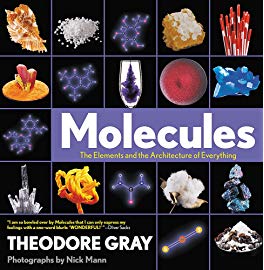 Molecules
The Elements and the Architecture of Everything
"I am so bowled over by Molecules that I can only express my
feelings with a one-word blurb: "WONDERFUL!" "—Oliver Sacks
THEODORE GRAY
Photographs by Nick Mann